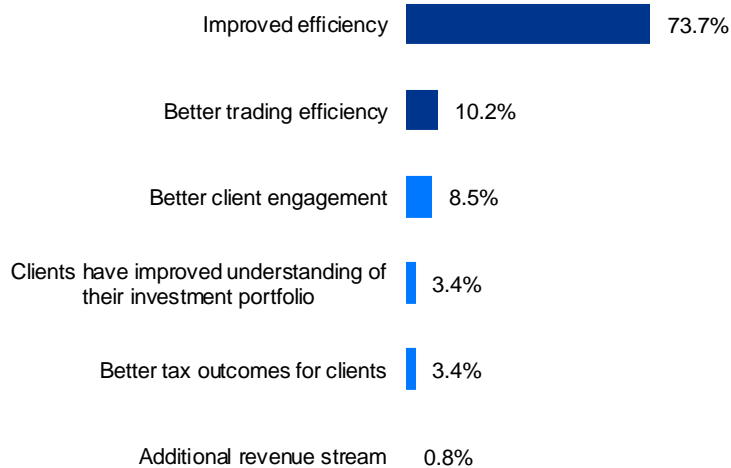 Improved efficiency 73.7%
Better trading efficiency 10.2%
Better client engagement 8.5%
Clients have improved understanding of
their investment portfolio 3.4%
Better tax outcomes for clients 3.4%
Additional revenue stream 0.8%